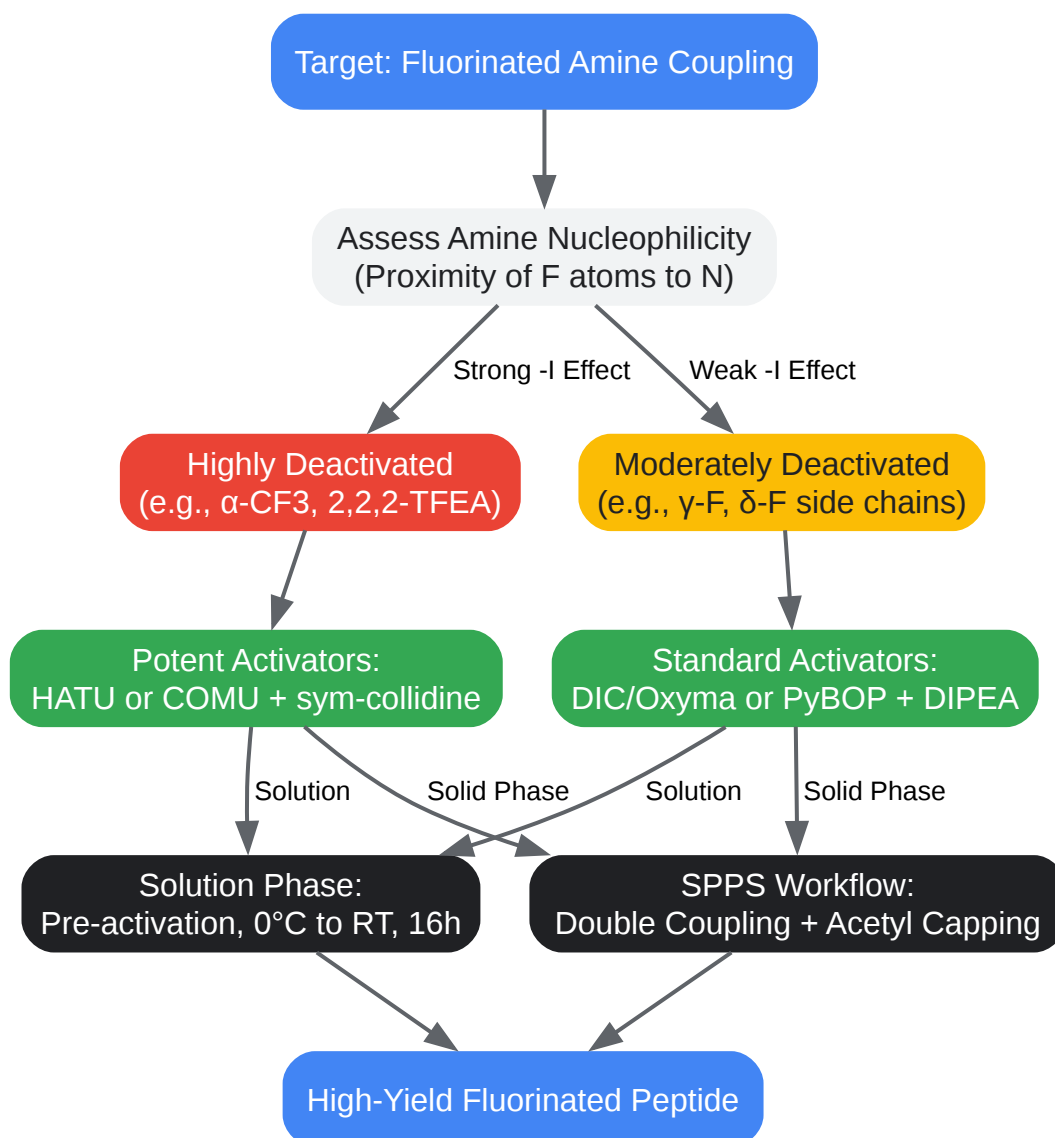 Target: Fluorinated Amine Coupling
Assess Amine Nucleophilicity
(Proximity of F atoms to N)
Strong -I Effect
Weak -I Effect
Highly Deactivated
(e.g., α-CF3, 2,2,2-TFEA)
Moderately Deactivated
(e.g., γ-F, δ-F side chains)
Potent Activators:
HATU or COMU + sym-collidine
Standard Activators:
DIC/Oxyma or PyBOP + DIPEA
Solution
Solid Phase
Solution
Solid Phase
Solution Phase:
Pre-activation, 0°C to RT, 16h
SPPS Workflow:
Double Coupling + Acetyl Capping
High-Yield Fluorinated Peptide